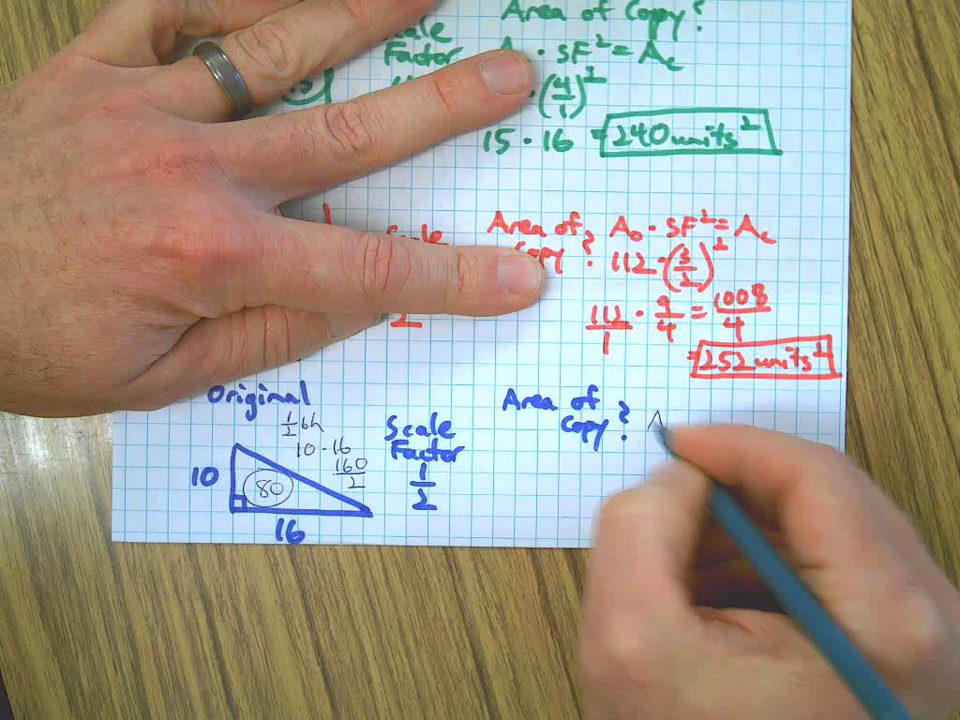 Area of Copy?
Factor
· SF² = Ac
· (4/1)²
15 · 16 = 240 units²
Area of Copy?
A₀ · SF² = Ac
112 · (3/2)²
112/1 · 9/4 = 1008/4
= 252 units²
Original
1/2 bh
10 · 16
160/2
10
80
16
Scale
Factor
1/2
Area of
Copy?
A